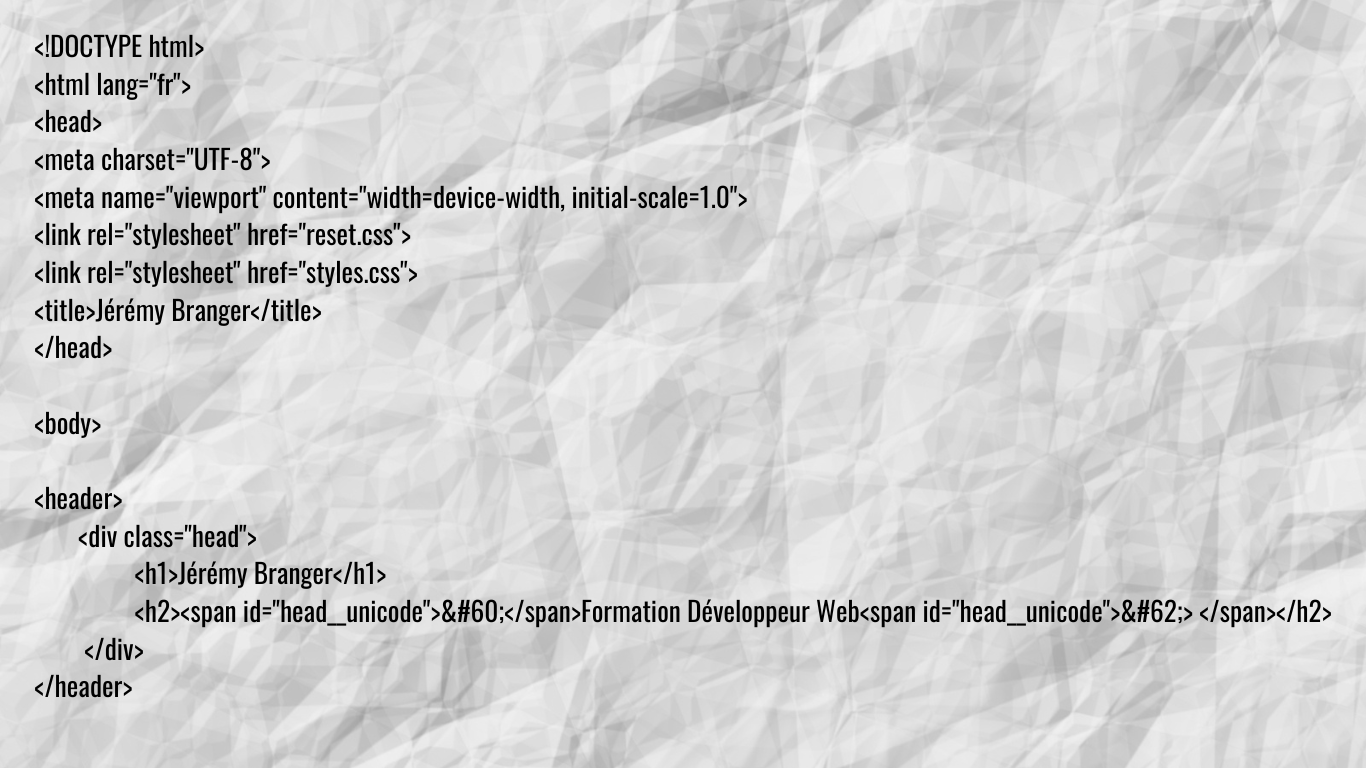 <!DOCTYPE html>
<html lang="fr">
<head>
<meta charset="UTF-8">
<meta name="viewport" content="width=device-width, initial-scale=1.0">
<link rel="stylesheet" href="reset.css">
<link rel="stylesheet" href="styles.css">
<title>Jérémy Branger</title>
</head>
<body>
<header>
<div class="head">
<h1>Jérémy Branger</h1>
<h2><span id="head__unicode">&#60;</span>Formation Développeur Web<span id="head__unicode">&#62;> </span></h2>
</div>
</header>